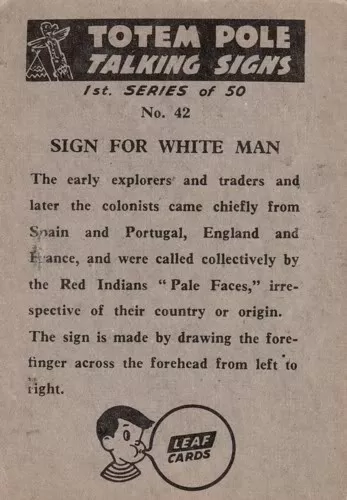 TOTEM POLE
TALKING SIGNS
1st. SERIES of 50
No. 42
SIGN FOR WHITE MAN
The early explorers and traders and
later the colonists came chiefly from
Spain and Portugal, England and
France, and were called collectively by
the Red Indians "Pale Faces," irre-
spective of their country or origin.
The sign is made by drawing the fore-
finger across the forehead from left to
right.
LEAF
CARDS